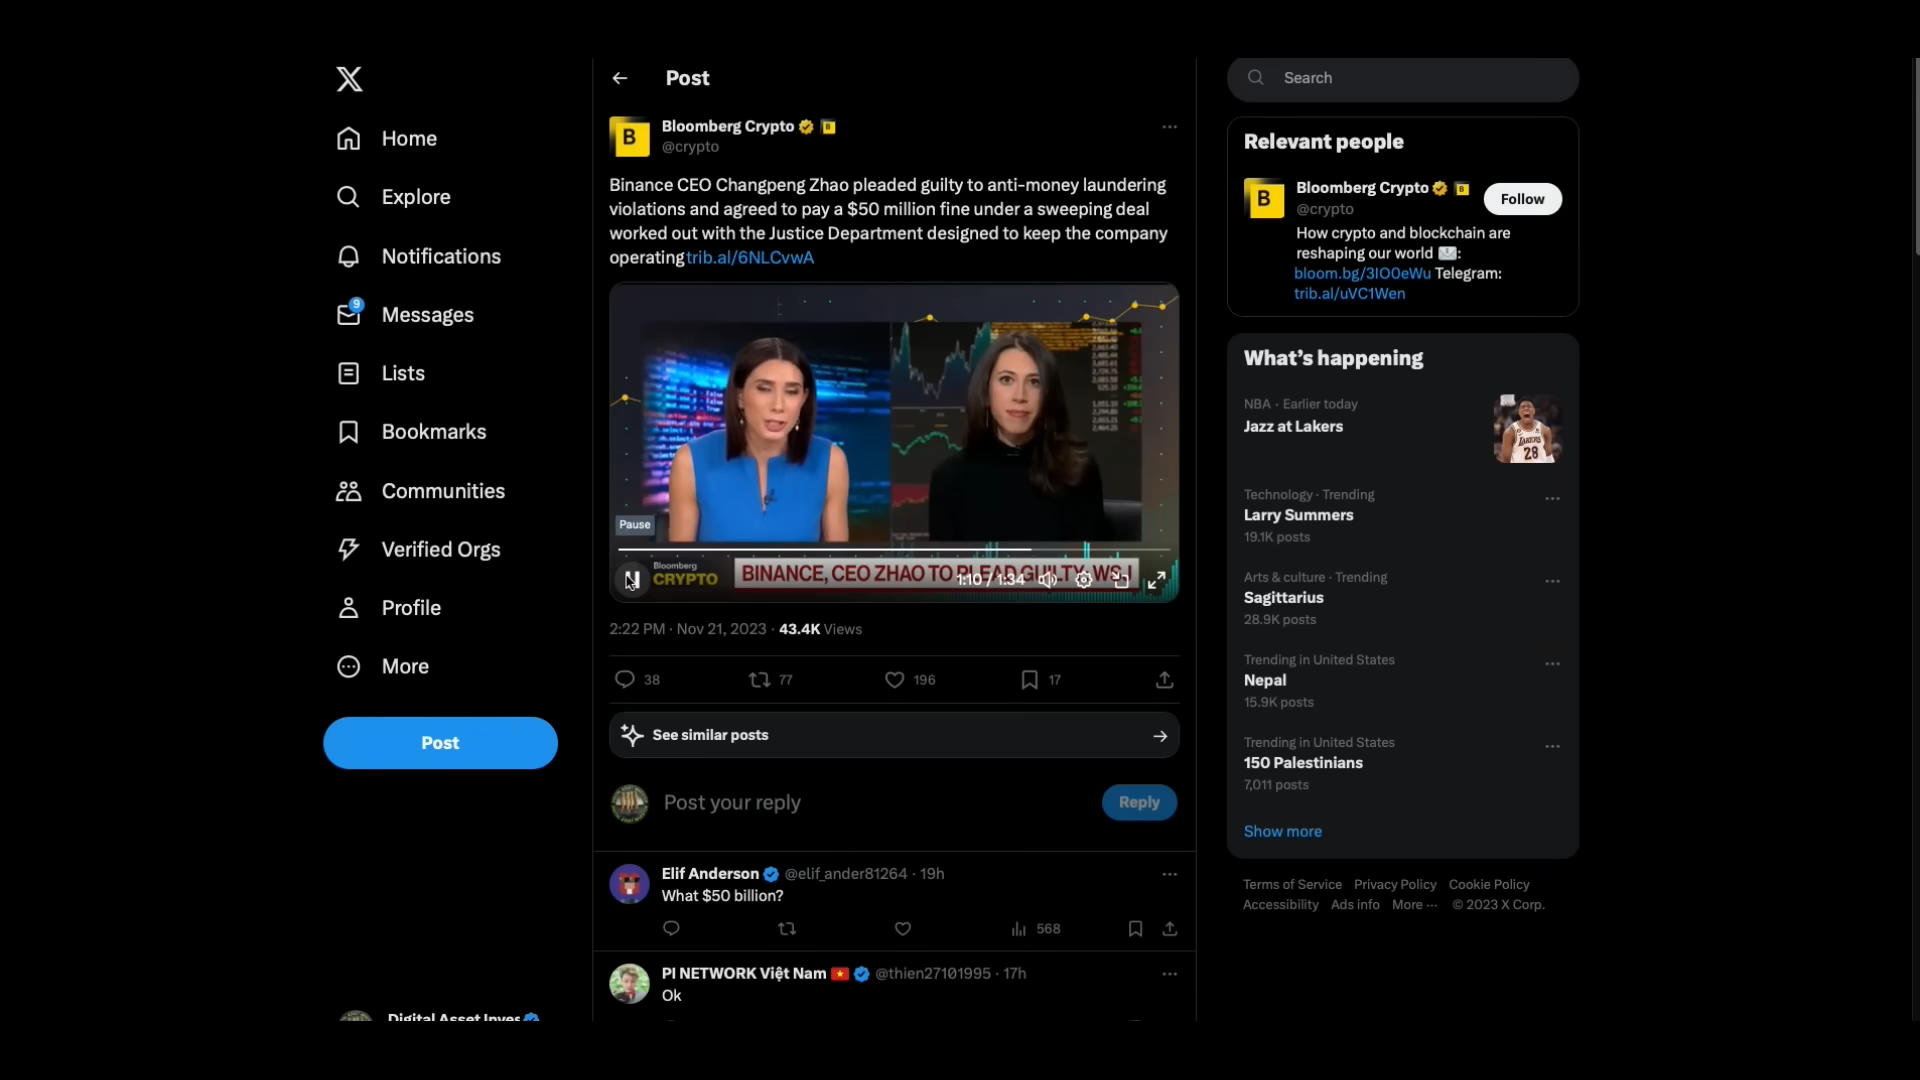 Post
Search
Home
Explore
Notifications
9
Messages
Lists
Bookmarks
Communities
Verified Orgs
Profile
More
Post
B
Bloomberg Crypto
@crypto
Binance CEO Changpeng Zhao pleaded guilty to anti-money laundering
violations and agreed to pay a $50 million fine under a sweeping deal
worked out with the Justice Department designed to keep the company
operating trib.al/6NLCvwA
Pause
Bloomberg
CRYPTO
BINANCE, CEO ZHAO TO PLEAD GUILTY: WSJ
1:10 / 1:34
2:22 PM · Nov 21, 2023 · 43.4K Views
38 77 196 17
See similar posts
Post your reply
Reply
Elif Anderson @elif_ander81264 · 19h
What $50 billion?
568
PI NETWORK Việt Nam @thien27101995 · 17h
Ok
Relevant people
B
Bloomberg Crypto
@crypto
Follow
How crypto and blockchain are
reshaping our world :
bloom.bg/3IO0eWu Telegram:
trib.al/uVC1Wen
What's happening
NBA · Earlier today
Jazz at Lakers
LAKERS
28
Technology · Trending
Larry Summers
19.1K posts
Arts & culture · Trending
Sagittarius
28.9K posts
Trending in United States
Nepal
15.9K posts
Trending in United States
150 Palestinians
7,011 posts
Show more
Terms of Service Privacy Policy Cookie Policy
Accessibility Ads info More ··· © 2023 X Corp.
Digital Asset Inves